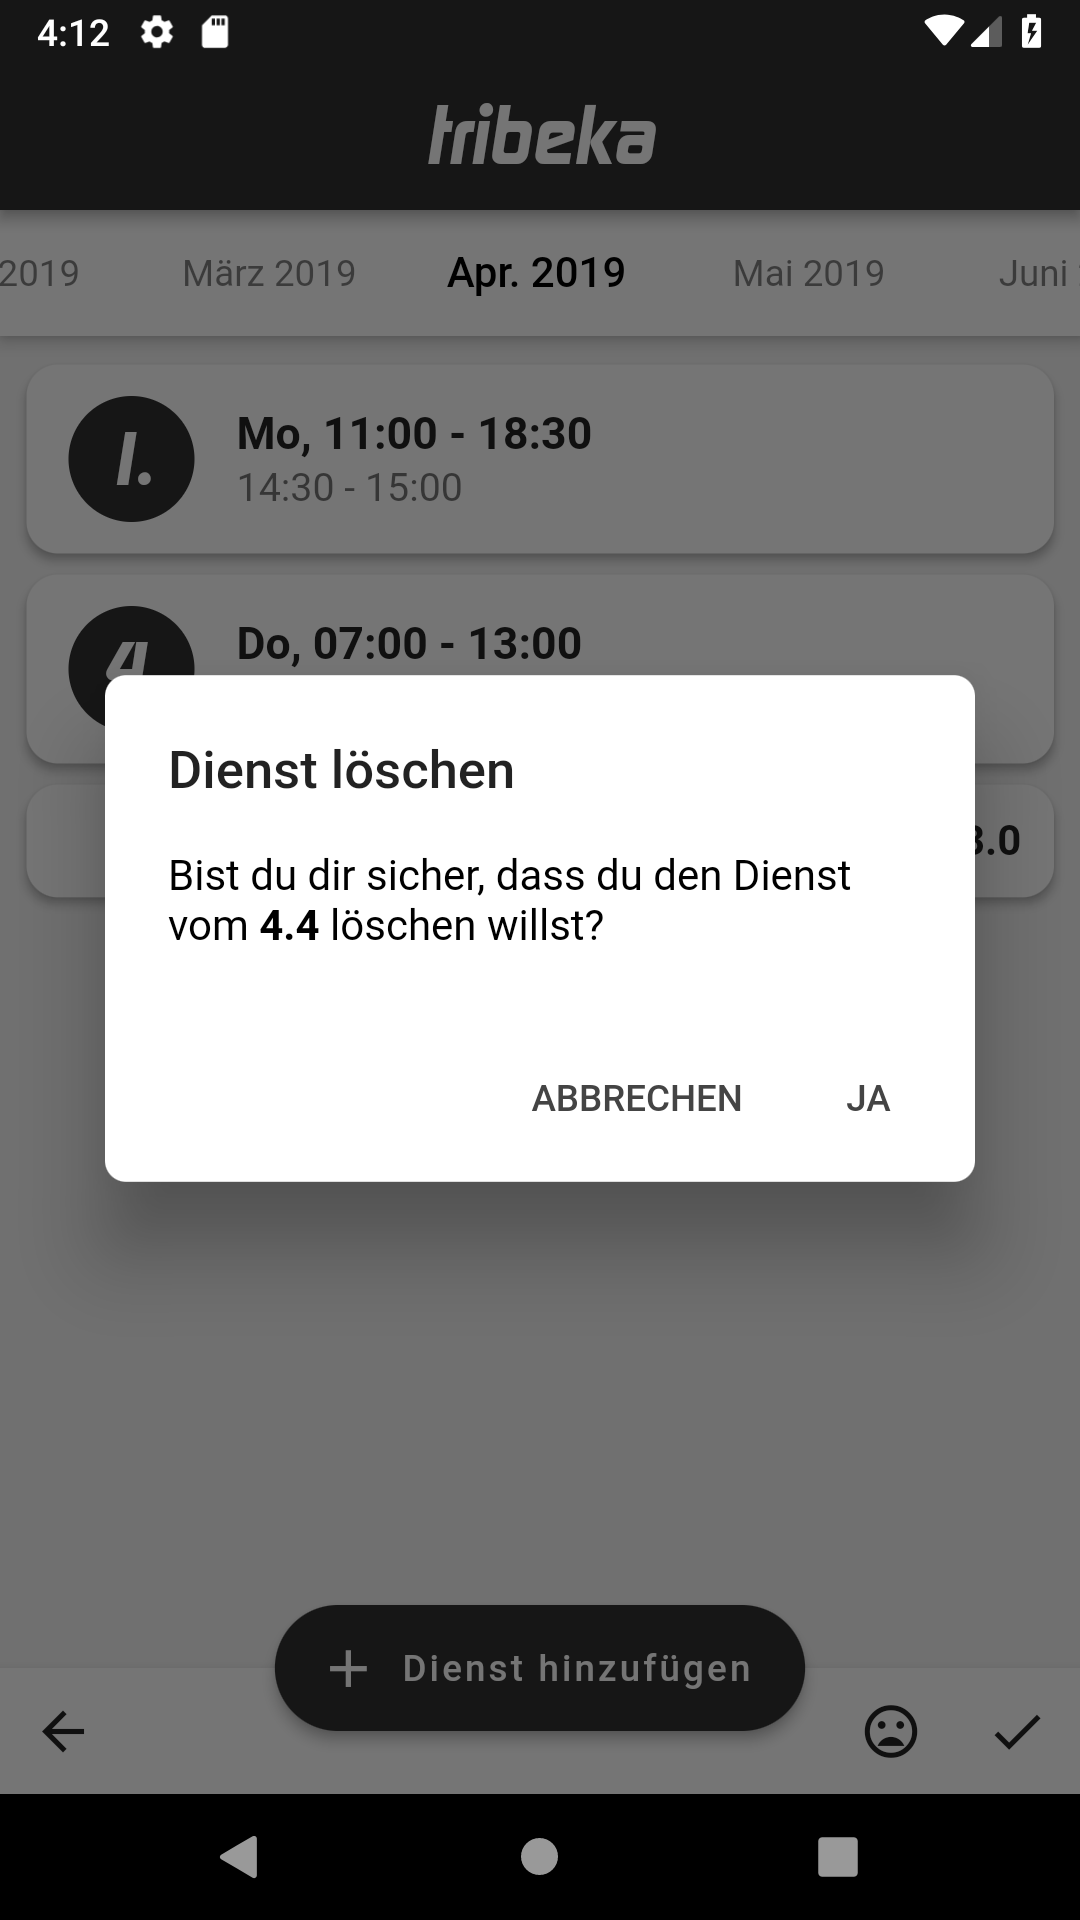 4:12
tribeka
2019 März 2019 Apr. 2019 Mai 2019 Juni
1. Mo, 11:00 - 18:30
14:30 - 15:00
4 Do, 07:00 - 13:00
3.0
Dienst löschen
Bist du dir sicher, dass du den Dienst
vom 4.4 löschen willst?
ABBRECHEN JA
+ Dienst hinzufügen